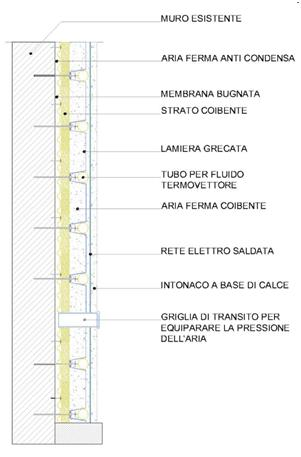 MURO ESISTENTE
ARIA FERMA ANTI CONDENSA
MEMBRANA BUGNATA
STRATO COIBENTE
LAMIERA GRECATA
TUBO PER FLUIDO
TERMOVETTORE
ARIA FERMA COIBENTE
RETE ELETTRO SALDATA
INTONACO A BASE DI CALCE
GRIGLIA DI TRANSITO PER
EQUIPARARE LA PRESSIONE
DELL'ARIA